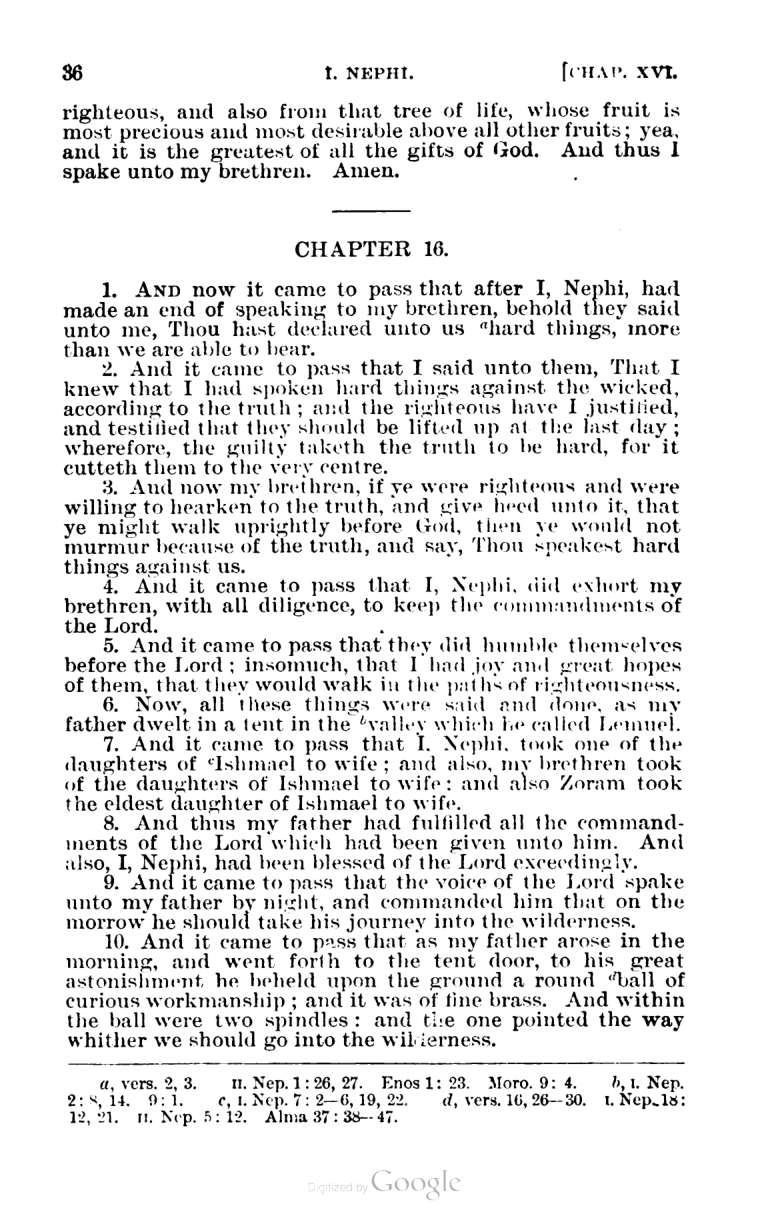 36 I. NEPHI. [CHAP. XVI.
righteous, and also from that tree of life, whose fruit is
most precious and most desirable above all other fruits; yea,
and it is the greatest of all the gifts of God. And thus I
spake unto my brethren. Amen.
CHAPTER 16.
1. AND now it came to pass that after I, Nephi, had
made an end of speaking to my brethren, behold they said
unto me, Thou hast declared unto us ᵃhard things, more
than we are able to bear.
2. And it came to pass that I said unto them, That I
knew that I had spoken hard things against the wicked,
according to the truth; and the righteous have I justified,
and testified that they should be lifted up at the last day;
wherefore, the guilty taketh the truth to be hard, for it
cutteth them to the very centre.
3. And now my brethren, if ye were righteous and were
willing to hearken to the truth, and give heed unto it, that
ye might walk uprightly before God, then ye would not
murmur because of the truth, and say, Thou speakest hard
things against us.
4. And it came to pass that I, Nephi, did exhort my
brethren, with all diligence, to keep the commandments of
the Lord.
5. And it came to pass that they did humble themselves
before the Lord; insomuch, that I had joy and great hopes
of them, that they would walk in the paths of righteousness.
6. Now, all these things were said and done, as my
father dwelt in a tent in the ᵇvalley which he called Lemuel.
7. And it came to pass that I, Nephi, took one of the
daughters of ᶜIshmael to wife; and also, my brethren took
of the daughters of Ishmael to wife; and also Zoram took
the eldest daughter of Ishmael to wife.
8. And thus my father had fulfilled all the command-
ments of the Lord which had been given unto him. And
also, I, Nephi, had been blessed of the Lord exceedingly.
9. And it came to pass that the voice of the Lord spake
unto my father by night, and commanded him that on the
morrow he should take his journey into the wilderness.
10. And it came to pass that as my father arose in the
morning, and went forth to the tent door, to his great
astonishment he beheld upon the ground a round ᵈball of
curious workmanship; and it was of fine brass. And within
the ball were two spindles: and the one pointed the way
whither we should go into the wilderness.
a, vers. 2, 3. II. Nep. 1: 26, 27. Enos 1: 23. Moro. 9: 4. b, I. Nep.
2: 8, 14. 9: 1. c, I. Nep. 7: 2—6, 19, 22. d, vers. 16, 26—30. I. Nep. 18:
12, 21. II. Nep. 5: 12. Alma 37: 38—47.
Digitized by Google